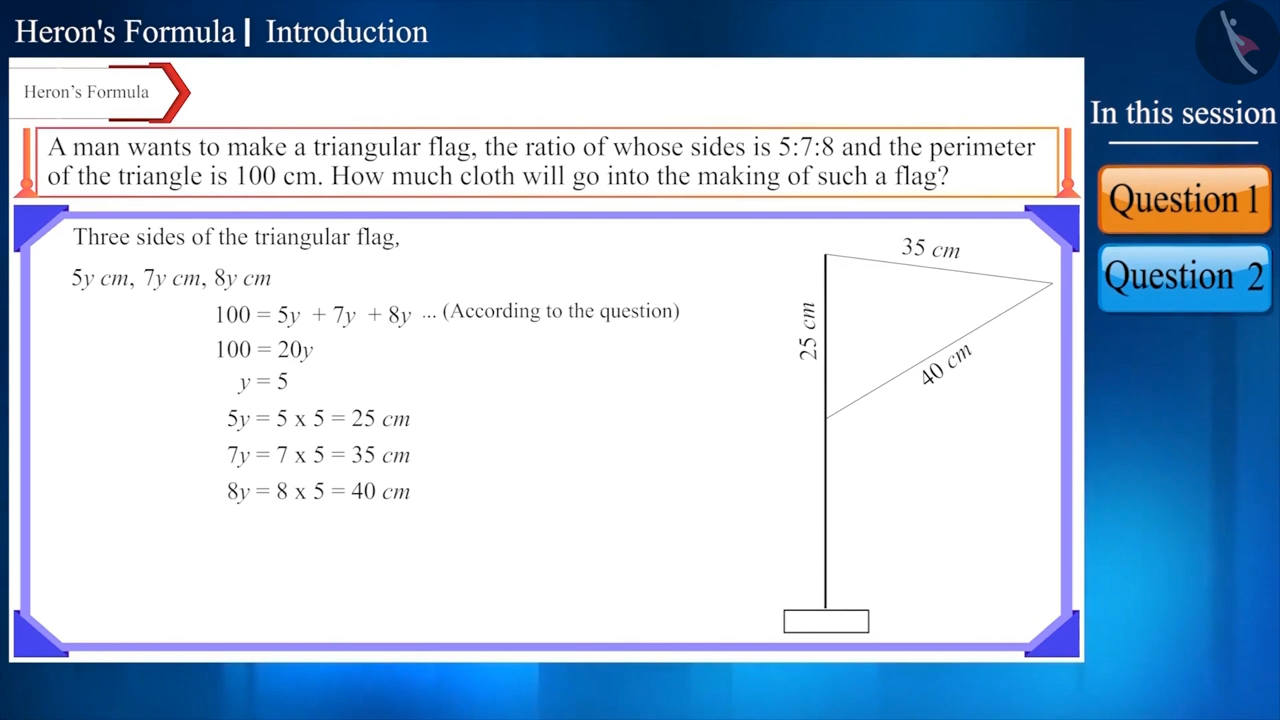 Heron's Formula | Introduction
Heron's Formula
In this session
A man wants to make a triangular flag, the ratio of whose sides is 5:7:8 and the perimeter
of the triangle is 100 cm. How much cloth will go into the making of such a flag?
Question 1
Question 2
Three sides of the triangular flag,
5y cm, 7y cm, 8y cm
100 = 5y + 7y + 8y ... (According to the question)
100 = 20y
y = 5
5y = 5 x 5 = 25 cm
7y = 7 x 5 = 35 cm
8y = 8 x 5 = 40 cm
35 cm
25 cm
40 cm